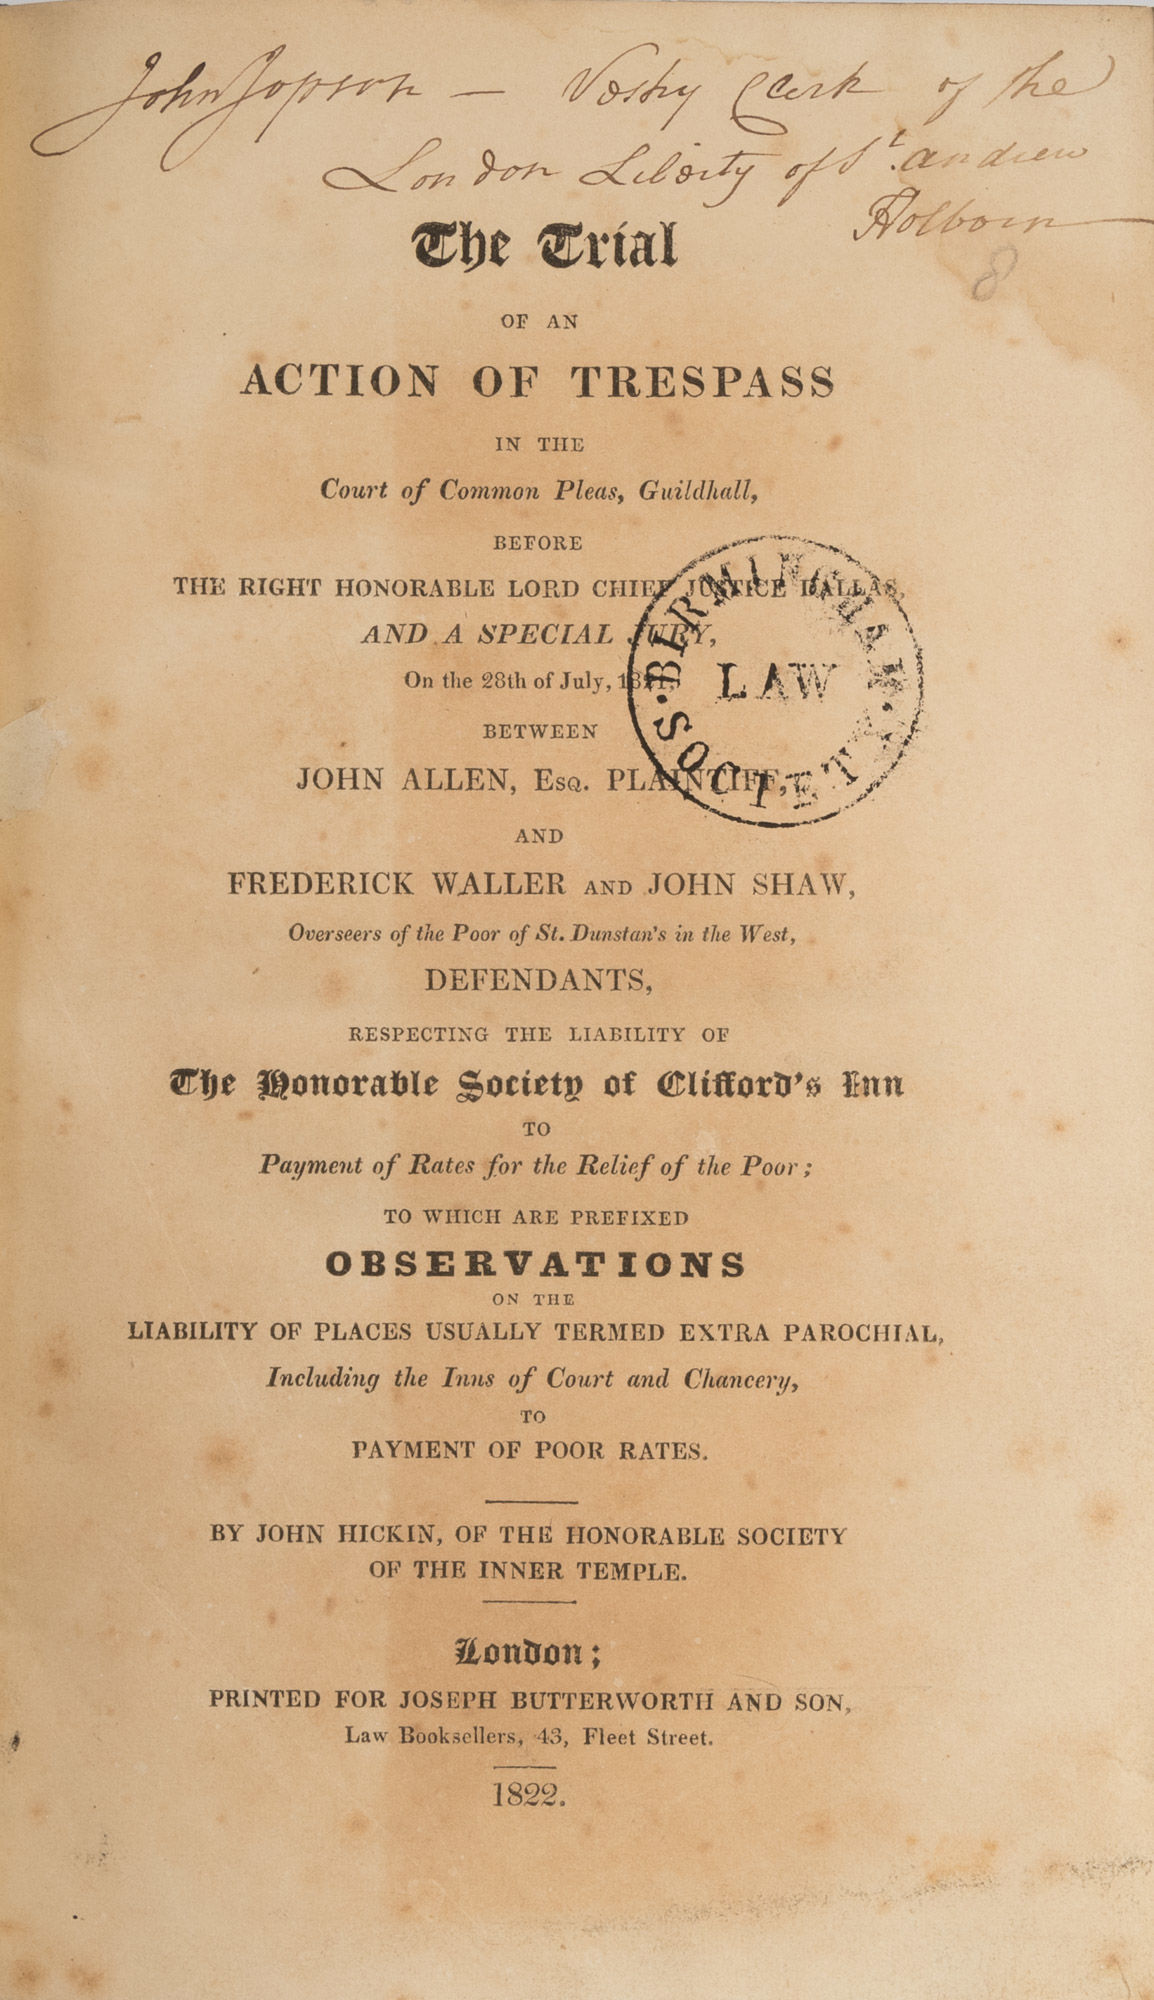 John Jopson — Vestry Clerk of the
London Liberty of St. Andrew
Holborn
8
The Trial
OF AN
ACTION OF TRESPASS
IN THE
Court of Common Pleas, Guildhall,
BEFORE
THE RIGHT HONORABLE LORD CHIEF JUSTICE DALLAS,
AND A SPECIAL JURY,
On the 28th of July, 1821,
BETWEEN
JOHN ALLEN, ESQ. PLAINTIFF,
AND
FREDERICK WALLER AND JOHN SHAW,
Overseers of the Poor of St. Dunstan's in the West,
DEFENDANTS,
RESPECTING THE LIABILITY OF
The Honorable Society of Clifford's Inn
TO
Payment of Rates for the Relief of the Poor;
TO WHICH ARE PREFIXED
OBSERVATIONS
ON THE
LIABILITY OF PLACES USUALLY TERMED EXTRA PAROCHIAL,
Including the Inns of Court and Chancery,
TO
PAYMENT OF POOR RATES.
BY JOHN HICKIN, OF THE HONORABLE SOCIETY
OF THE INNER TEMPLE.
London;
PRINTED FOR JOSEPH BUTTERWORTH AND SON,
Law Booksellers, 43, Fleet Street.
1822.
BIRMINGHAM
LAW
SOCIETY